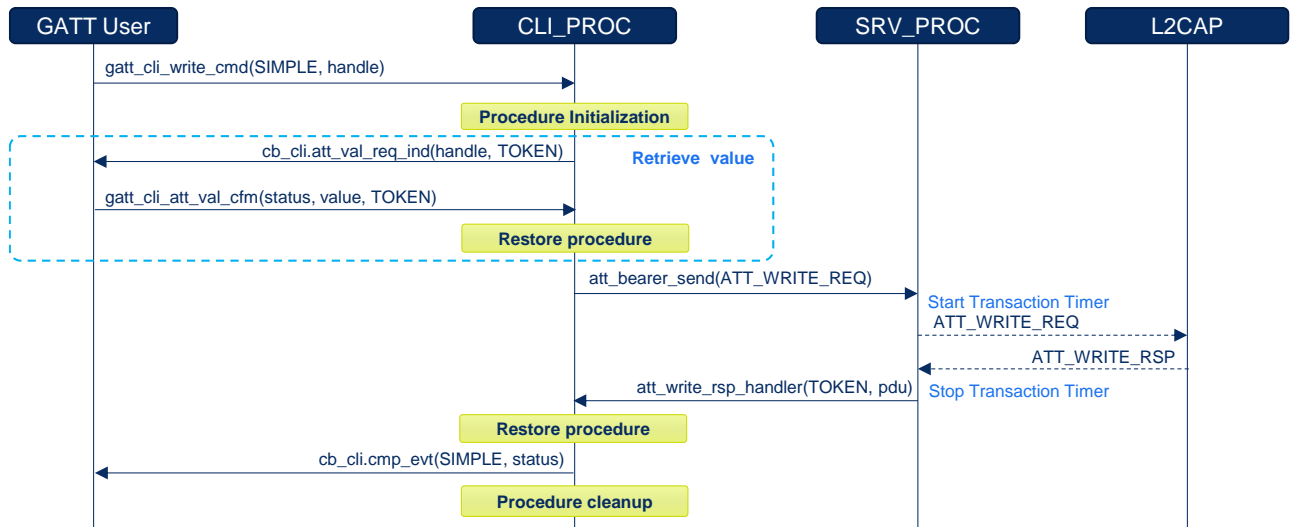 GATT User
CLI_PROC
SRV_PROC
L2CAP
gatt_cli_write_cmd(SIMPLE, handle)
Procedure Initialization
cb_cli.att_val_req_ind(handle, TOKEN)
Retrieve value
gatt_cli_att_val_cfm(status, value, TOKEN)
Restore procedure
att_bearer_send(ATT_WRITE_REQ)
Start Transaction Timer
ATT_WRITE_REQ
ATT_WRITE_RSP
att_write_rsp_handler(TOKEN, pdu)
Stop Transaction Timer
Restore procedure
cb_cli.cmp_evt(SIMPLE, status)
Procedure cleanup